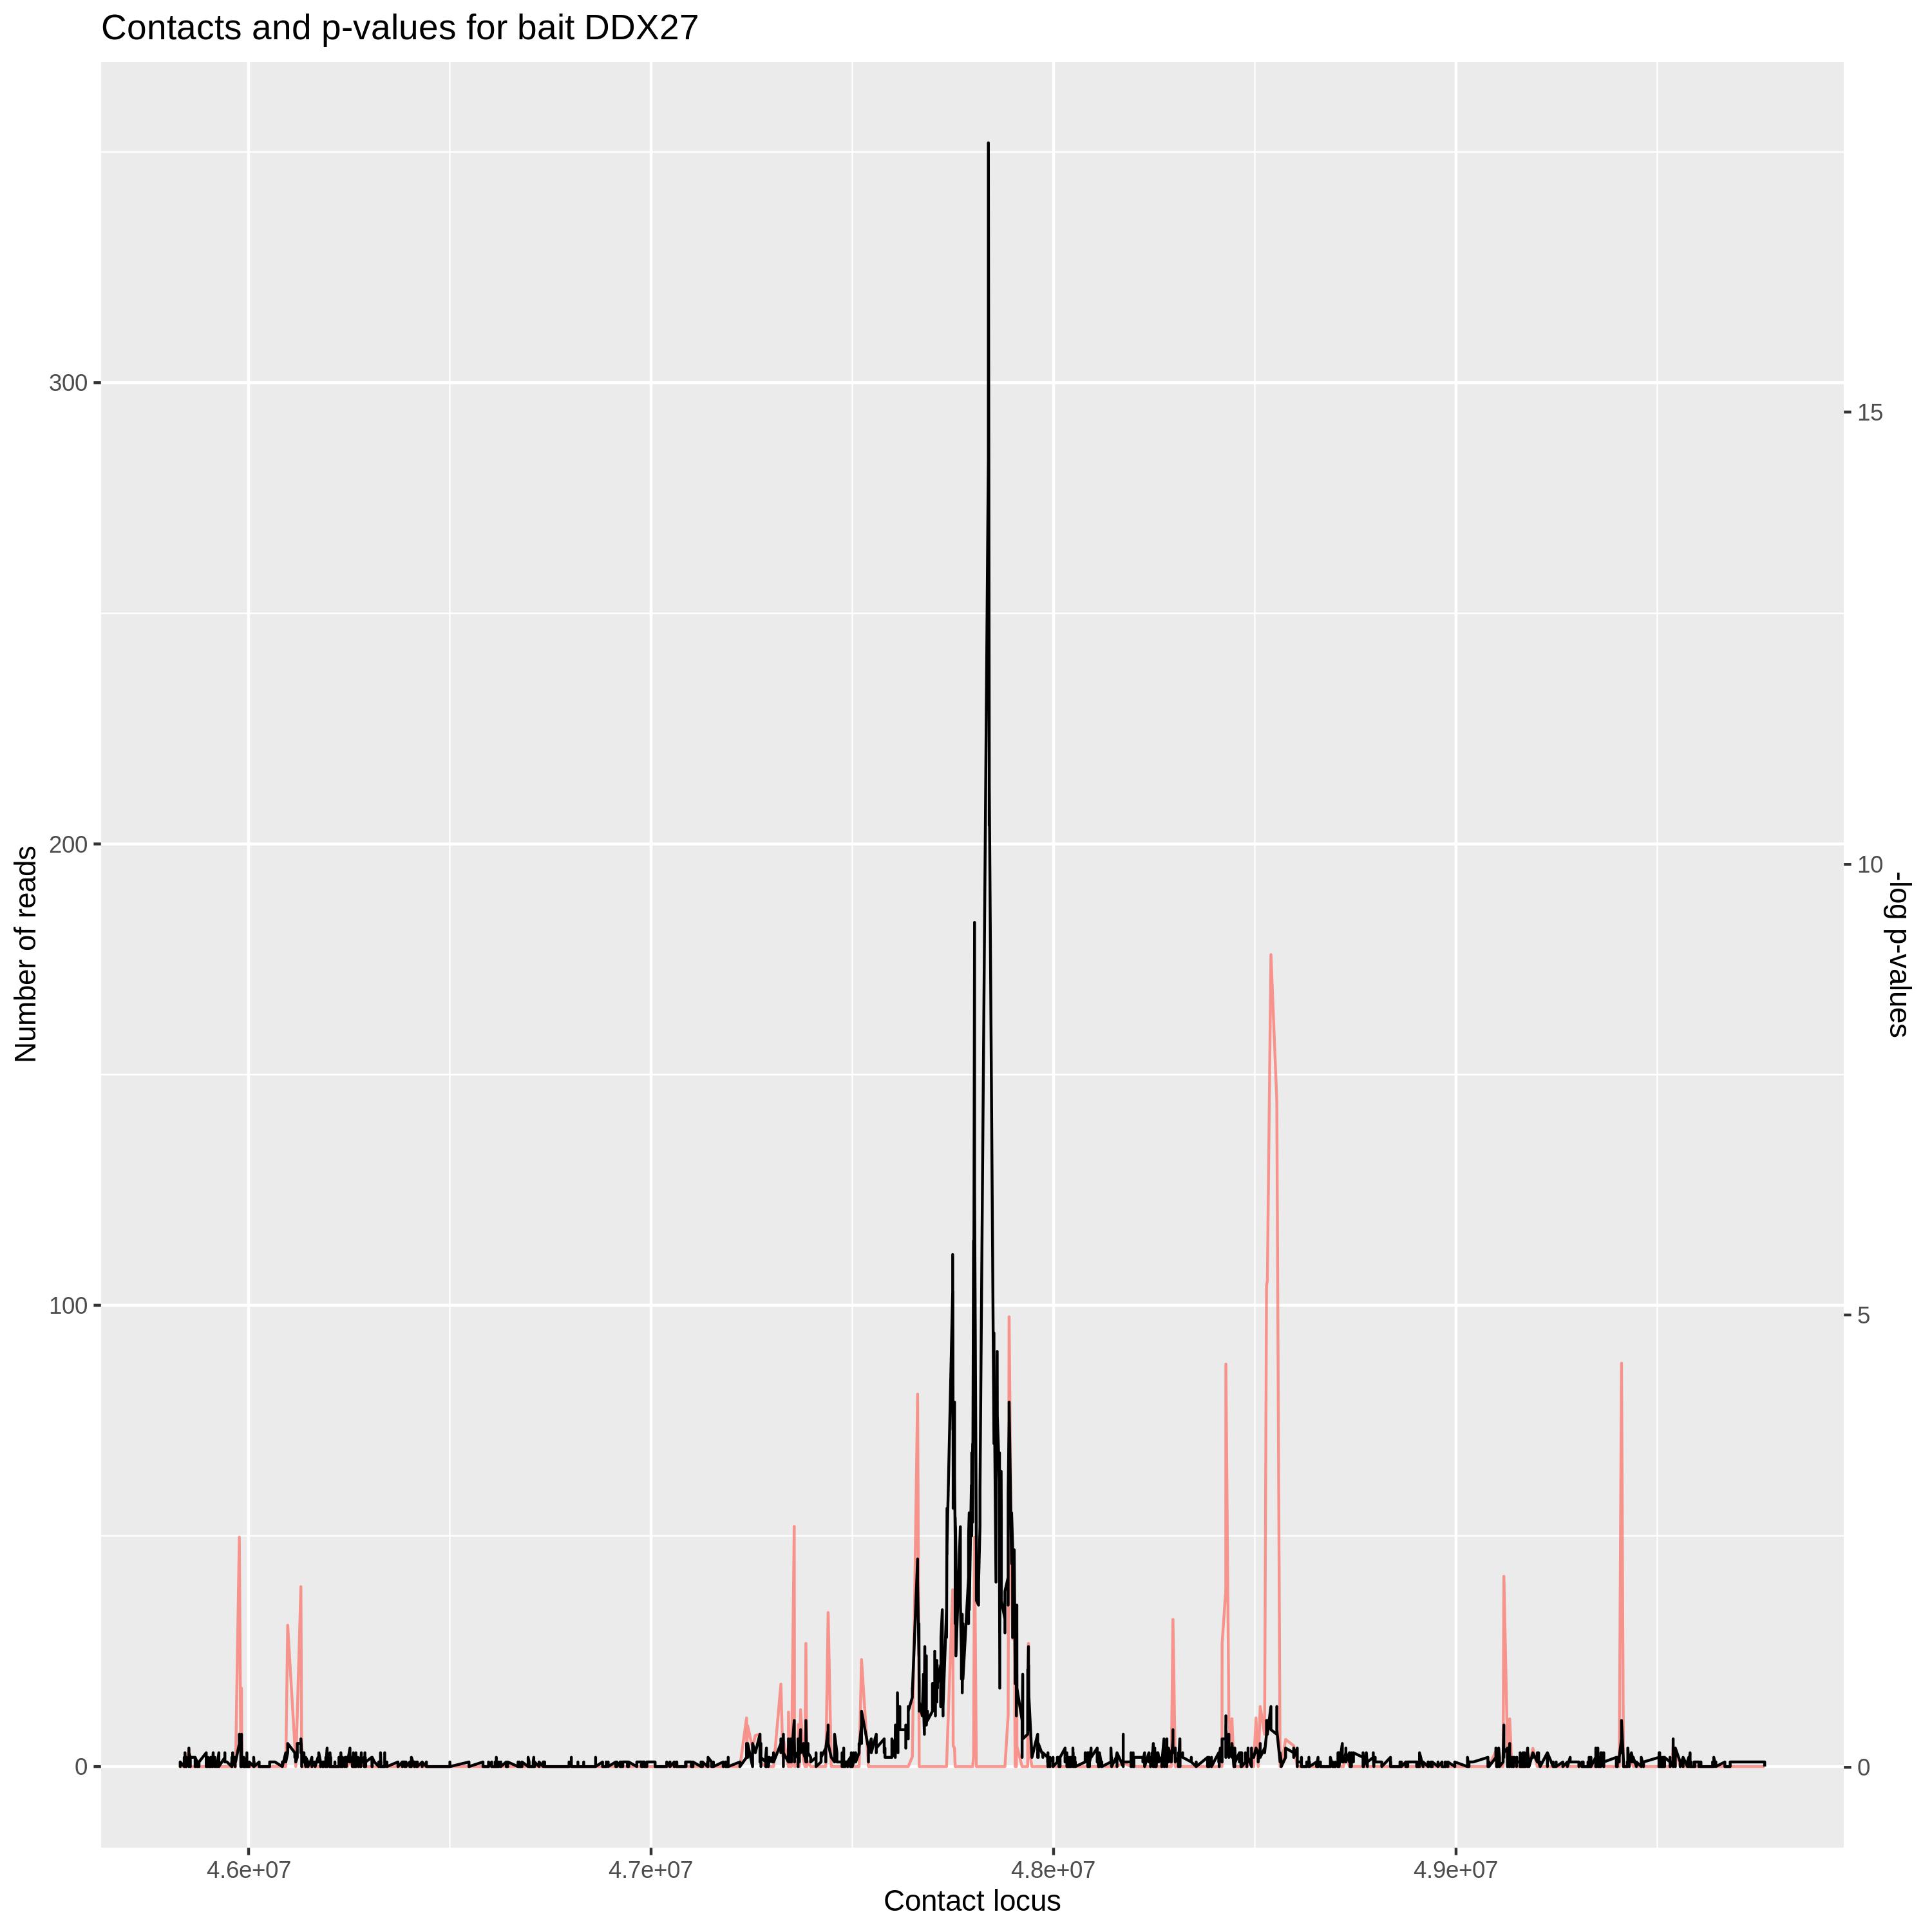 Contacts and p-values for bait DDX27
300
200
100
0
Number of reads
15
10
5
0
-log p-values
4.6e+07
4.7e+07
4.8e+07
4.9e+07
Contact locus